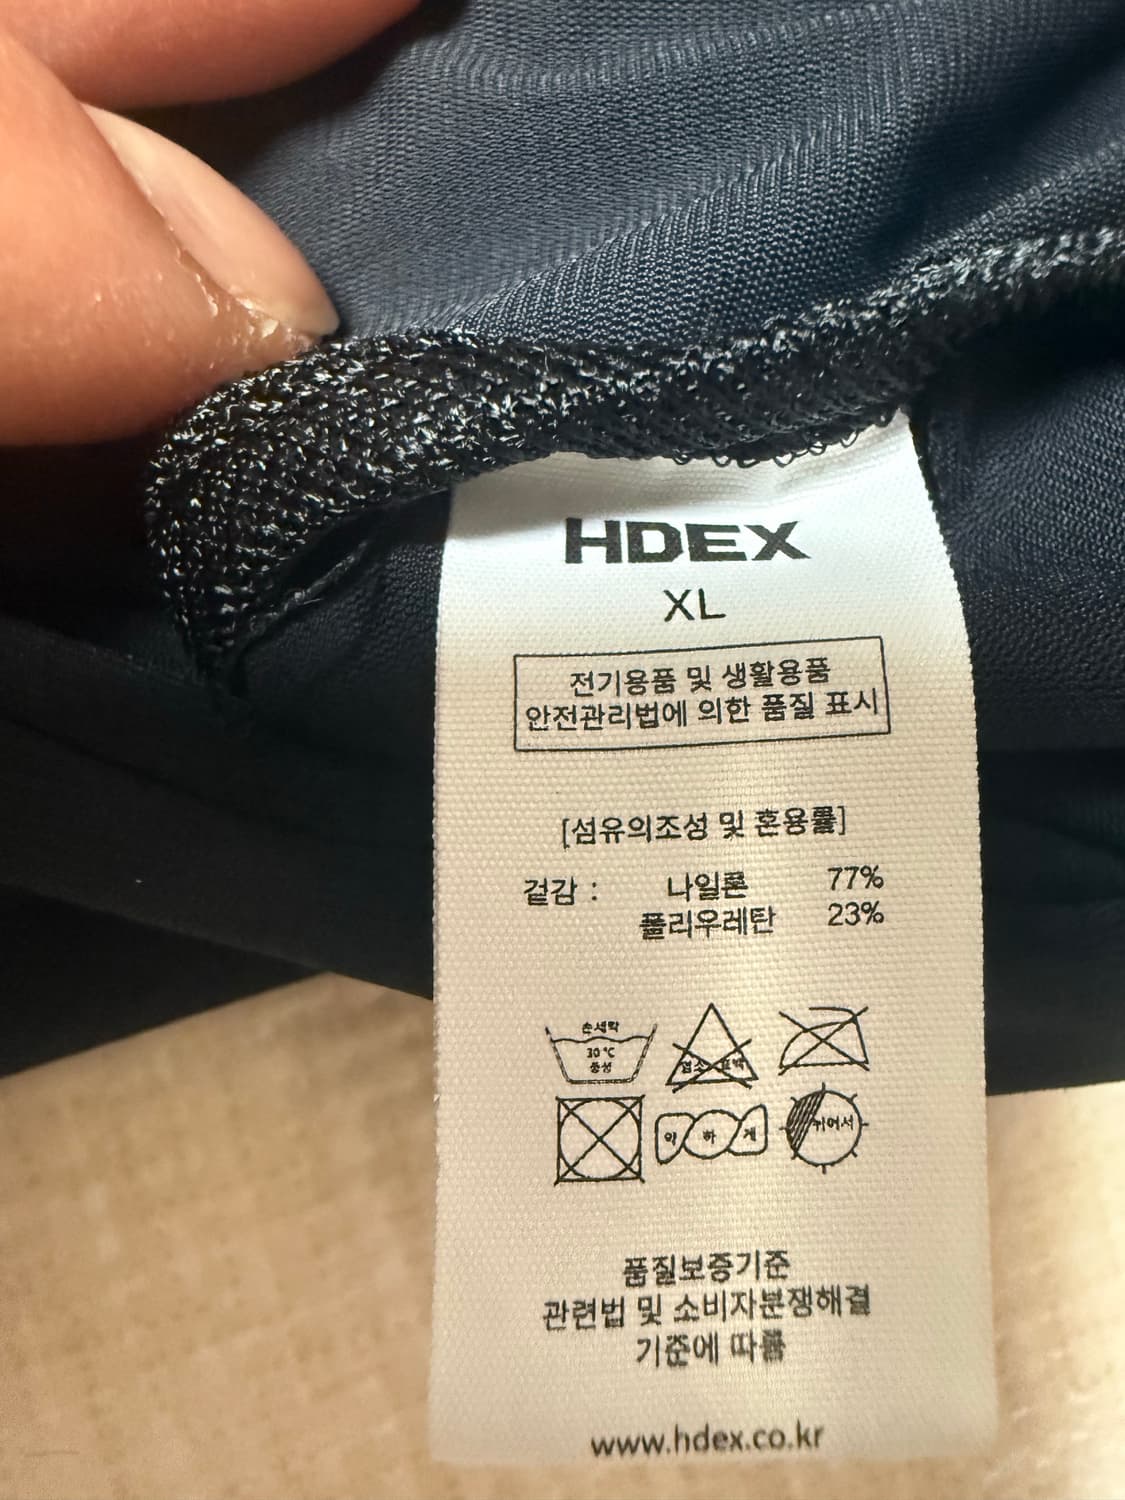 HDEX
XL
전기용품 및 생활용품
안전관리법에 의한 품질 표시
[섬유의조성 및 혼용률]
겉감 : 나일론 77%
폴리우레탄 23%
손세탁
30℃
중성
염소 표백
약 하 게
뉘어서
품질보증기준
관련법 및 소비자분쟁해결
기준에 따름
www.hdex.co.kr